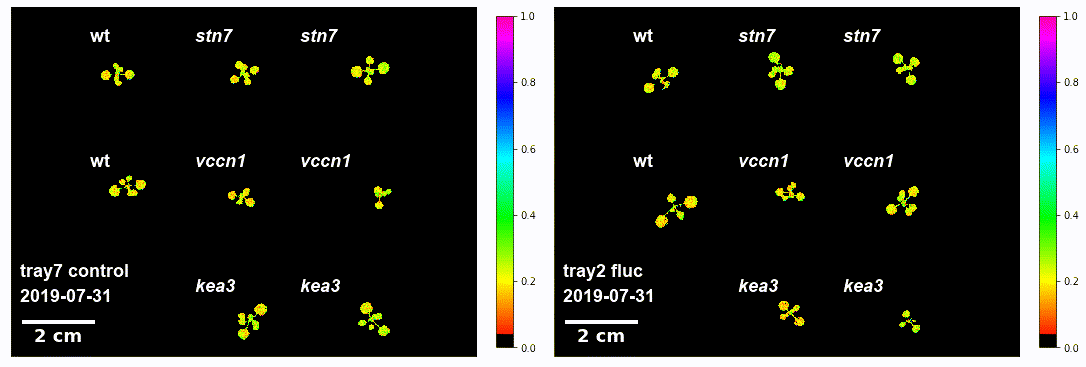 wt stn7 stn7
wt vccn1 vccn1
tray7 control
2019-07-31
kea3 kea3
2 cm
1.0
0.8
0.6
0.4
0.2
0.0
wt stn7 stn7
wt vccn1 vccn1
tray2 fluc
2019-07-31
kea3 kea3
2 cm
1.0
0.8
0.6
0.4
0.2
0.0